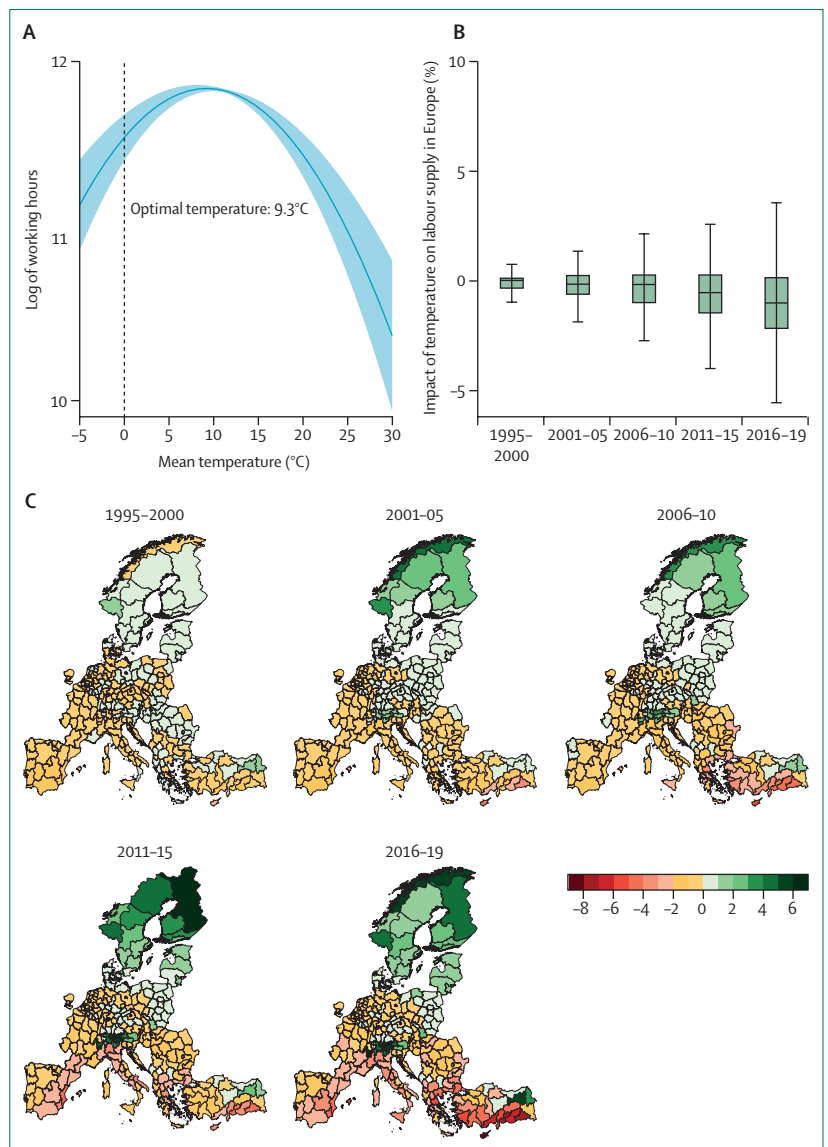 A
12
11
10
Log of working hours
Optimal temperature: 9.3°C
–5 0 5 10 15 20 25 30
Mean temperature (°C)
B
10
5
0
–5
Impact of temperature on labour supply in Europe (%)
1995–
2000
2001–05
2006–10
2011–15
2016–19
C
1995–2000
2001–05
2006–10
2011–15
2016–19
–8 –6 –4 –2 0 2 4 6